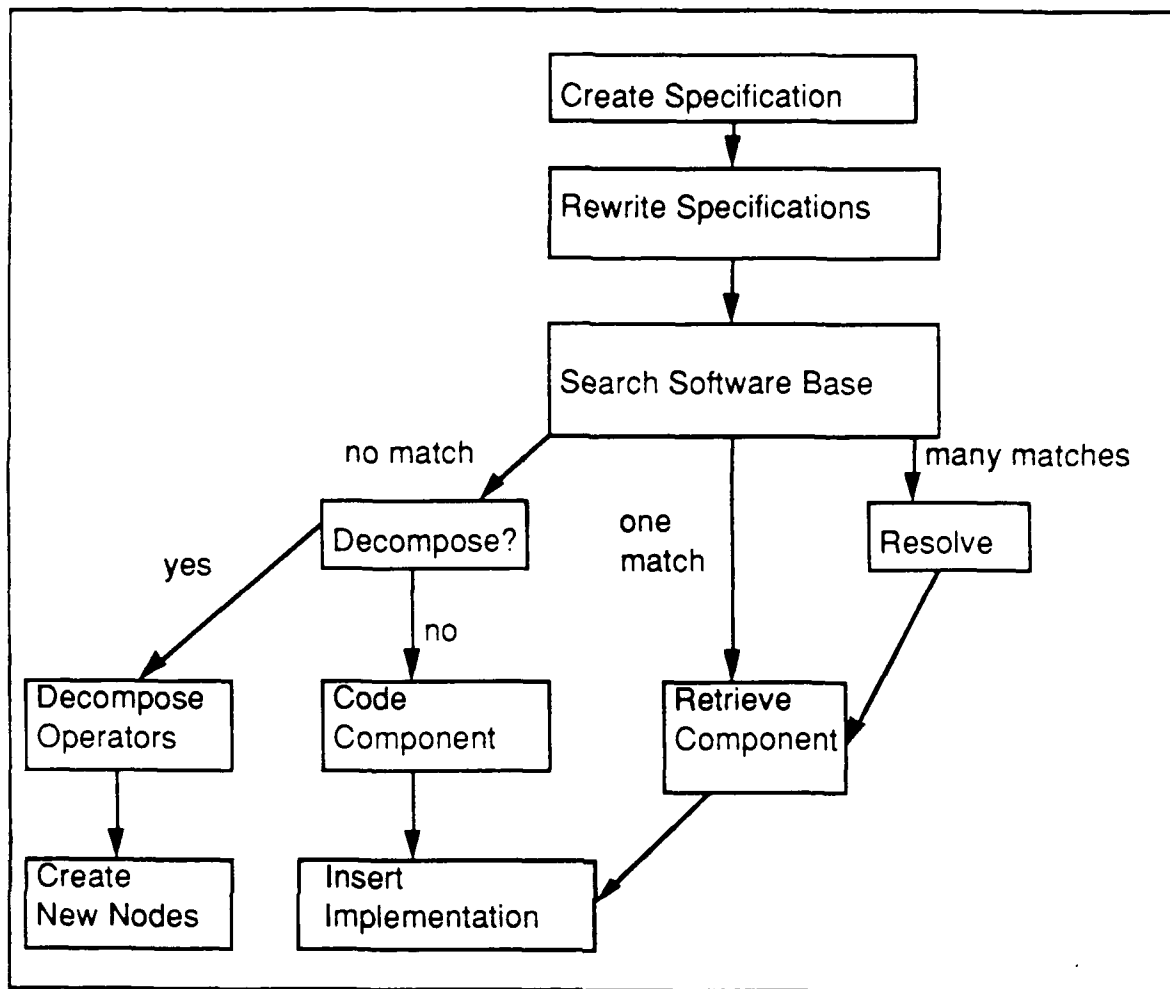 Create Specification
Rewrite Specifications
Search Software Base
no match
many matches
one
match
Decompose?
Resolve
yes
no
Decompose
Operators
Code
Component
Retrieve
Component
Create
New Nodes
Insert
Implementation